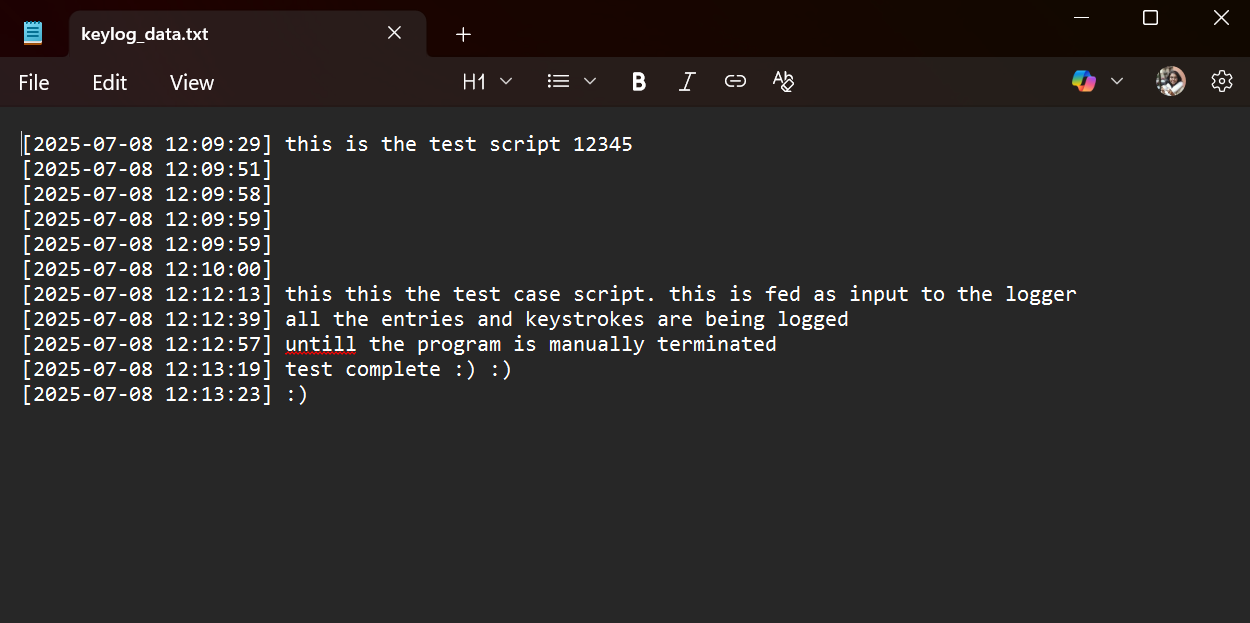 keylog_data.txt
File Edit View H1 B I
[2025-07-08 12:09:29] this is the test script 12345
[2025-07-08 12:09:51]
[2025-07-08 12:09:58]
[2025-07-08 12:09:59]
[2025-07-08 12:09:59]
[2025-07-08 12:10:00]
[2025-07-08 12:12:13] this this the test case script. this is fed as input to the logger
[2025-07-08 12:12:39] all the entries and keystrokes are being logged
[2025-07-08 12:12:57] untill the program is manually terminated
[2025-07-08 12:13:19] test complete :) :)
[2025-07-08 12:13:23] :)